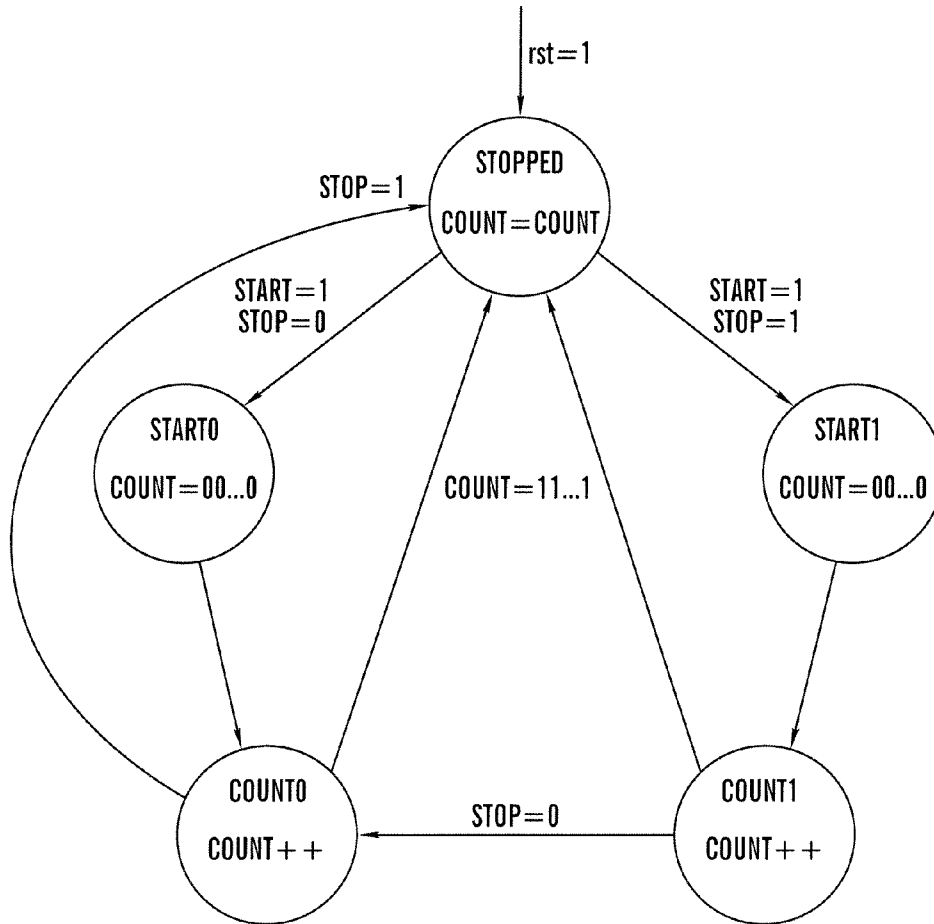 rst=1
STOPPED
COUNT=COUNT
STOP=1
START=1
STOP=0
START=1
STOP=1
START0
COUNT=00...0
COUNT=11...1
START1
COUNT=00...0
COUNT0
COUNT++
STOP=0
COUNT1
COUNT++